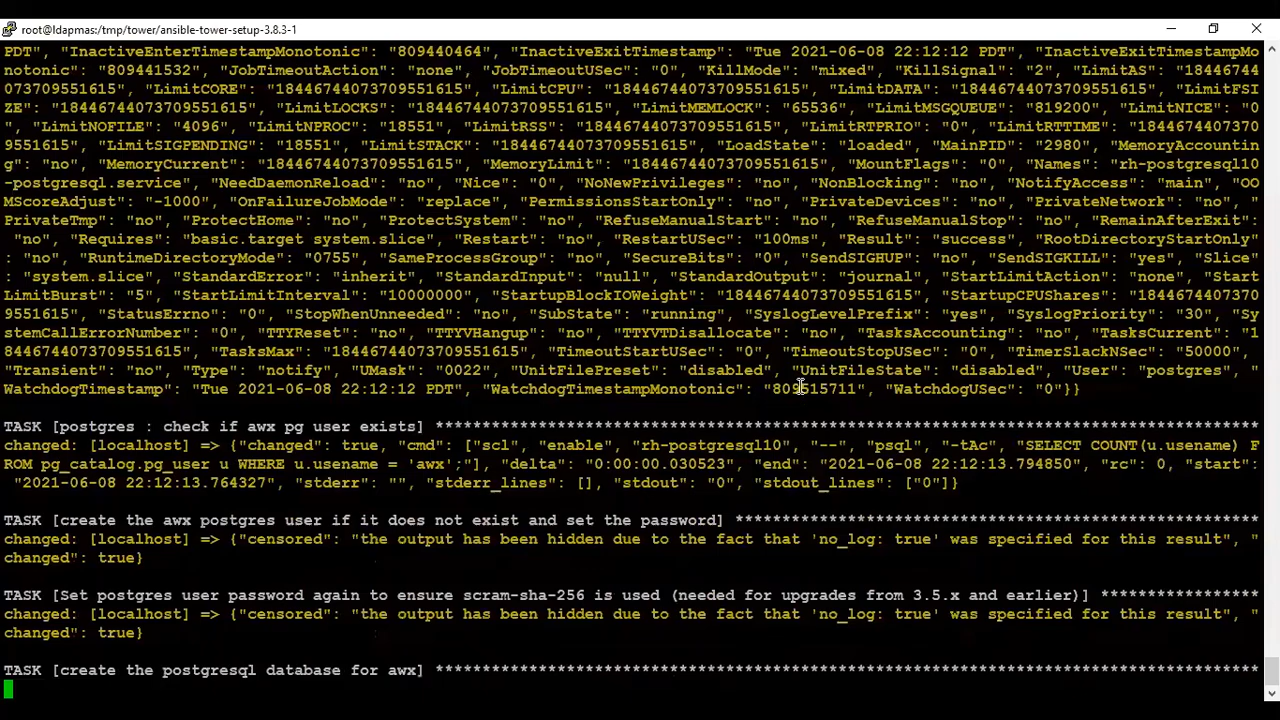 root@ldapmas:/tmp/tower/ansible-tower-setup-3.8.3-1
PDT", "InactiveEnterTimestampMonotonic": "809440464", "InactiveExitTimestamp": "Tue 2021-06-08 22:12:12 PDT", "InactiveExitTimestampMo
notonic": "809441532", "JobTimeoutAction": "none", "JobTimeoutUSec": "0", "KillMode": "mixed", "KillSignal": "2", "LimitAS": "1844674
4073709551615", "LimitCORE": "18446744073709551615", "LimitCPU": "18446744073709551615", "LimitDATA": "18446744073709551615", "LimitFSI
ZE": "18446744073709551615", "LimitLOCKS": "18446744073709551615", "LimitMEMLOCK": "65536", "LimitMSGQUEUE": "819200", "LimitNICE": "0
", "LimitNOFILE": "4096", "LimitNPROC": "18551", "LimitRSS": "18446744073709551615", "LimitRTPRIO": "0", "LimitRTTIME": "1844674407370
9551615", "LimitSIGPENDING": "18551", "LimitSTACK": "18446744073709551615", "LoadState": "loaded", "MainPID": "2980", "MemoryAccountin
g": "no", "MemoryCurrent": "18446744073709551615", "MemoryLimit": "18446744073709551615", "MountFlags": "0", "Names": "rh-postgresql10
-postgresql.service", "NeedDaemonReload": "no", "Nice": "0", "NoNewPrivileges": "no", "NonBlocking": "no", "NotifyAccess": "main", "OO
MScoreAdjust": "-1000", "OnFailureJobMode": "replace", "PermissionsStartOnly": "no", "PrivateDevices": "no", "PrivateNetwork": "no", "
PrivateTmp": "no", "ProtectHome": "no", "ProtectSystem": "no", "RefuseManualStart": "no", "RefuseManualStop": "no", "RemainAfterExit":
"no", "Requires": "basic.target system.slice", "Restart": "no", "RestartUSec": "100ms", "Result": "success", "RootDirectoryStartOnly"
: "no", "RuntimeDirectoryMode": "0755", "SameProcessGroup": "no", "SecureBits": "0", "SendSIGHUP": "no", "SendSIGKILL": "yes", "Slice"
: "system.slice", "StandardError": "inherit", "StandardInput": "null", "StandardOutput": "journal", "StartLimitAction": "none", "Start
LimitBurst": "5", "StartLimitInterval": "10000000", "StartupBlockIOWeight": "18446744073709551615", "StartupCPUShares": "1844674407370
9551615", "StatusErrno": "0", "StopWhenUnneeded": "no", "SubState": "running", "SyslogLevelPrefix": "yes", "SyslogPriority": "30", "Sy
stemCallErrorNumber": "0", "TTYReset": "no", "TTYVHangup": "no", "TTYVTDisallocate": "no", "TasksAccounting": "no", "TasksCurrent": "1
8446744073709551615", "TasksMax": "18446744073709551615", "TimeoutStartUSec": "0", "TimeoutStopUSec": "0", "TimerSlackNSec": "50000",
"Transient": "no", "Type": "notify", "UMask": "0022", "UnitFilePreset": "disabled", "UnitFileState": "disabled", "User": "postgres", "
WatchdogTimestamp": "Tue 2021-06-08 22:12:12 PDT", "WatchdogTimestampMonotonic": "809515711", "WatchdogUSec": "0"}}
TASK [postgres : check if awx pg user exists] ****************************************************************************************
changed: [localhost] => {"changed": true, "cmd": ["scl", "enable", "rh-postgresql10", "--", "psql", "-tAc", "SELECT COUNT(u.usename) F
ROM pg_catalog.pg_user u WHERE u.usename = 'awx';"], "delta": "0:00:00.030523", "end": "2021-06-08 22:12:13.794850", "rc": 0, "start":
"2021-06-08 22:12:13.764327", "stderr": "", "stderr_lines": [], "stdout": "0", "stdout_lines": ["0"]}
TASK [create the awx postgres user if it does not exist and set the password] ********************************************************
changed: [localhost] => {"censored": "the output has been hidden due to the fact that 'no_log: true' was specified for this result", "
changed": true}
TASK [Set postgres user password again to ensure scram-sha-256 is used (needed for upgrades from 3.5.x and earlier)] *****************
changed: [localhost] => {"censored": "the output has been hidden due to the fact that 'no_log: true' was specified for this result", "
changed": true}
TASK [create the postgresql database for awx] ****************************************************************************************